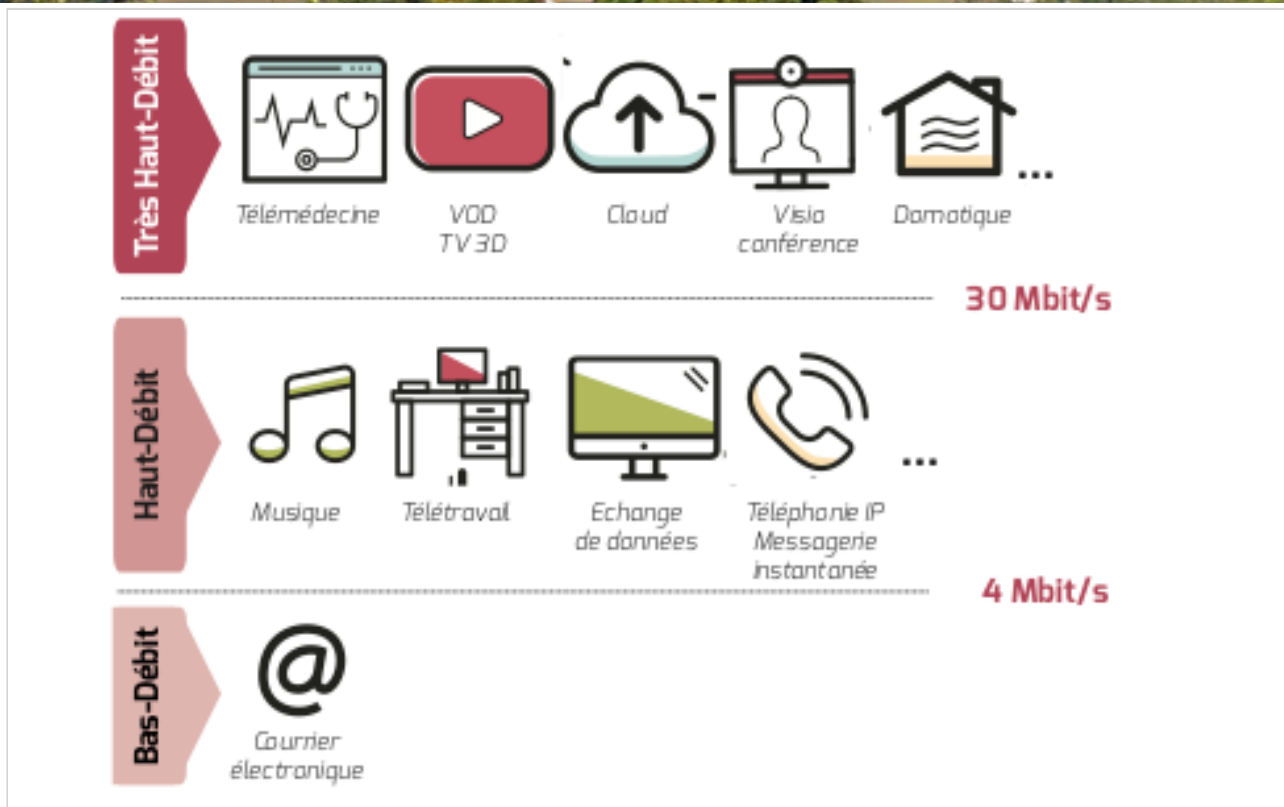 Très Haut-Débit
Télémédecine
VOD
TV 3D
Cloud
Visio
conférence
Domotique
...
30 Mbit/s
Haut-Débit
Musique
Télétravail
Echange
de données
Téléphonie IP
Messagerie
instantanée
...
4 Mbit/s
Bas-Débit
@
Courrier
électronique